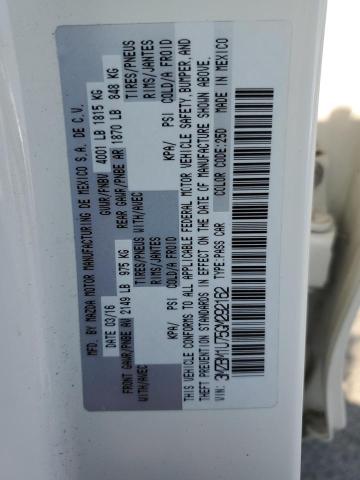 MFD. BY MAZDA MOTOR MANUFACTURING DE MEXICO S.A. DE C.V.
DATE 03/16 GVWR/PNBV 4001 LB 1815 KG
FRONT GAWR/PNBE AV 2149 LB 975 KG REAR GAWR/PNBE AR 1870 LB 848 KG
WITH/AVEC TIRES/PNEUS WITH/AVEC TIRES/PNEUS
RIMS/JANTES RIMS/JANTES
KPA/ PSI COLD/A FROID KPA/ PSI COLD/A FROID
THIS VEHICLE CONFORMS TO ALL APPLICABLE FEDERAL MOTOR VEHICLE SAFETY, BUMPER, AND
THEFT PREVENTION STANDARDS IN EFFECT ON THE DATE OF MANUFACTURE SHOWN ABOVE.
VIN: 3MZBM1U75GM292162 TYPE:PASS CAR COLOR CODE:25D MADE IN MEXICO